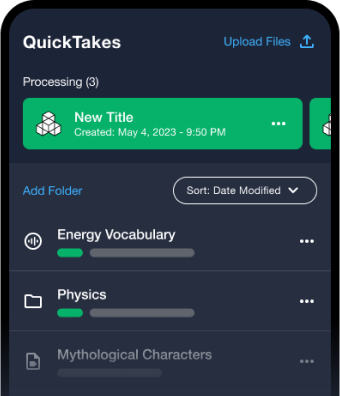 QuickTakes
Upload Files
Processing (3)
New Title
Created: May 4, 2023 - 9:50 PM
Add Folder
Sort: Date Modified
Energy Vocabulary
Physics
Mythological Characters